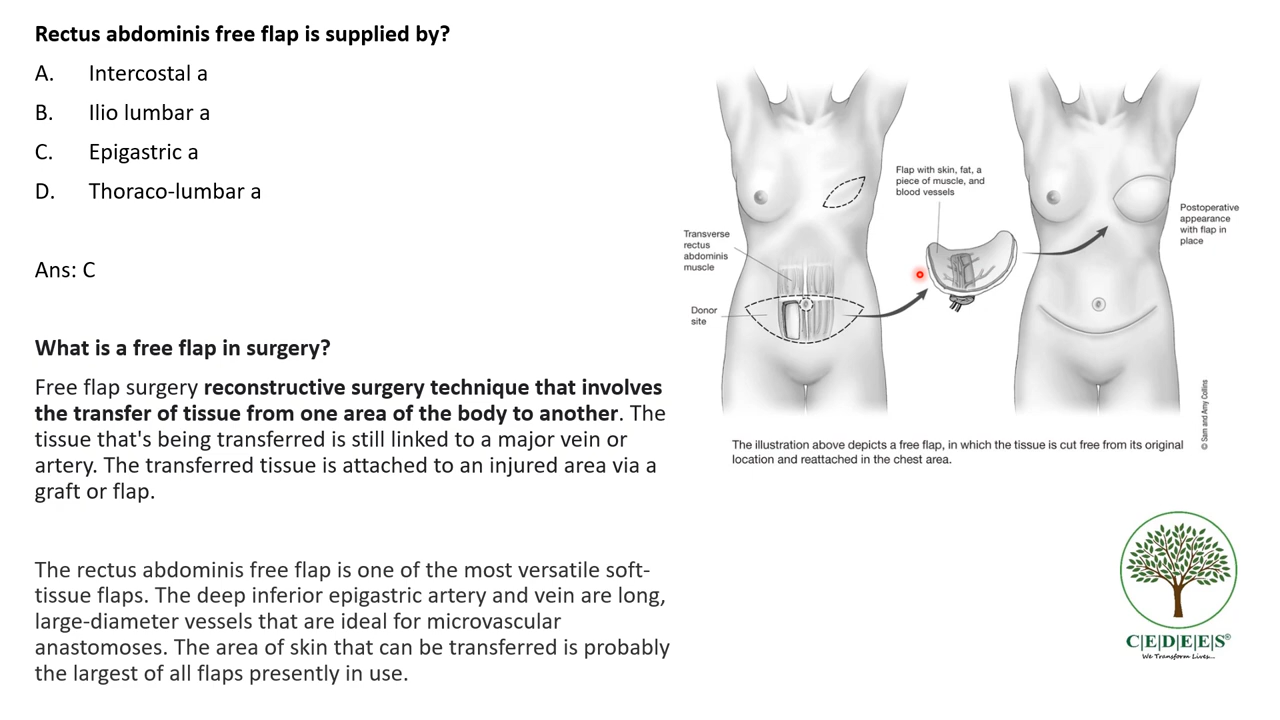 Rectus abdominis free flap is supplied by?
A. Intercostal a
B. Ilio lumbar a
C. Epigastric a
D. Thoraco-lumbar a
Ans: C
What is a free flap in surgery?
Free flap surgery reconstructive surgery technique that involves
the transfer of tissue from one area of the body to another. The
tissue that's being transferred is still linked to a major vein or
artery. The transferred tissue is attached to an injured area via a
graft or flap.
The rectus abdominis free flap is one of the most versatile soft-
tissue flaps. The deep inferior epigastric artery and vein are long,
large-diameter vessels that are ideal for microvascular
anastomoses. The area of skin that can be transferred is probably
the largest of all flaps presently in use.
Transverse
rectus
abdominis
muscle
Donor
site
Flap with skin, fat, a
piece of muscle, and
blood vessels
Postoperative
appearance
with flap in
place
© Sam and Amy Collins
The illustration above depicts a free flap, in which the tissue is cut free from its original
location and reattached in the chest area.
C|E|D|E|E|S®
We Transform Lives...